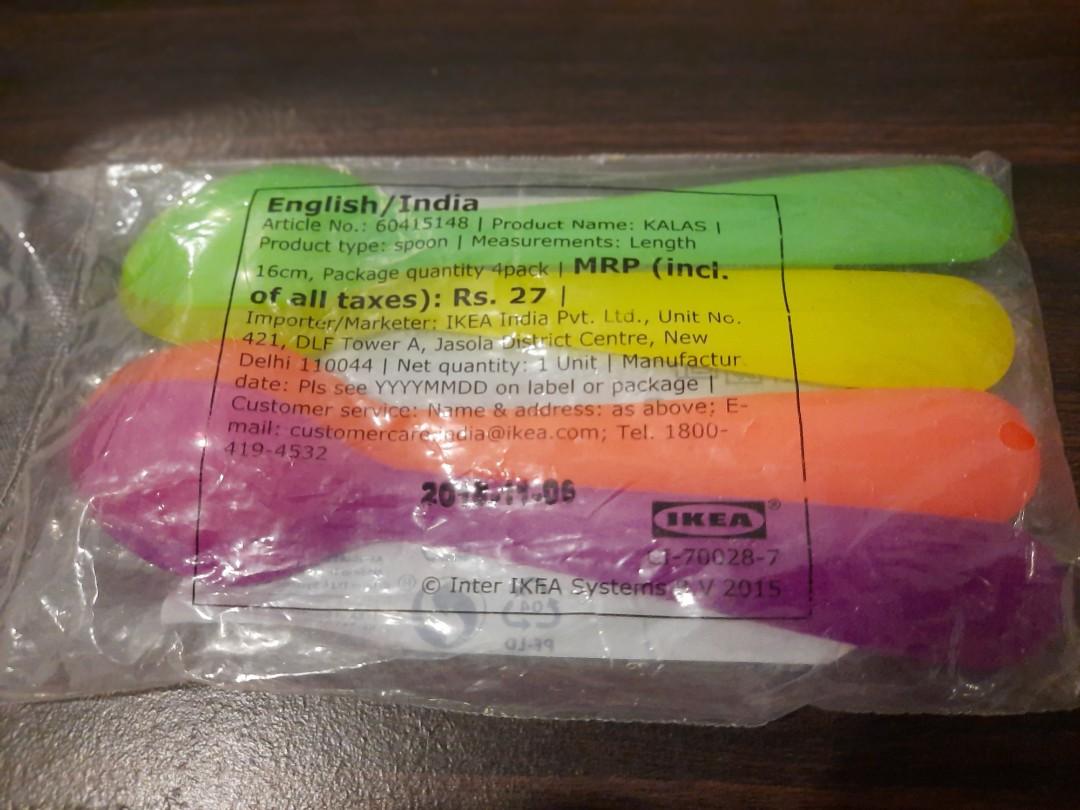 English/India
Article No.: 60415148 | Product Name: KALAS |
Product type: spoon | Measurements: Length
16cm, Package quantity 4pack | MRP (incl.
of all taxes): Rs. 27 |
Importer/Marketer: IKEA India Pvt. Ltd., Unit No.
421, DLF Tower A, Jasola District Centre, New
Delhi 110044 | Net quantity: 1 Unit | Manufactur
date: Pls see YYYYMMDD on label or package |
Customer service: Name & address: as above; E-
mail: customercare.india@ikea.com; Tel. 1800-
419-4532
IKEA®
CI-70028-7
© Inter IKEA Systems B.V 2015